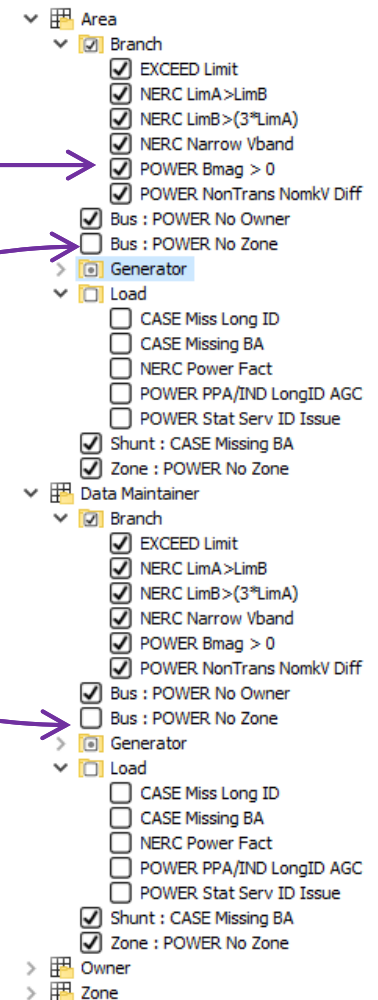 Area
Branch
EXCEED Limit
NERC LimA>LimB
NERC LimB>(3*LimA)
NERC Narrow Vband
POWER Bmag > 0
POWER NonTrans NomkV Diff
Bus : POWER No Owner
Bus : POWER No Zone
Generator
Load
CASE Miss Long ID
CASE Missing BA
NERC Power Fact
POWER PPA/IND LongID AGC
POWER Stat Serv ID Issue
Shunt : CASE Missing BA
Zone : POWER No Zone
Data Maintainer
Branch
EXCEED Limit
NERC LimA>LimB
NERC LimB>(3*LimA)
NERC Narrow Vband
POWER Bmag > 0
POWER NonTrans NomkV Diff
Bus : POWER No Owner
Bus : POWER No Zone
Generator
Load
CASE Miss Long ID
CASE Missing BA
NERC Power Fact
POWER PPA/IND LongID AGC
POWER Stat Serv ID Issue
Shunt : CASE Missing BA
Zone : POWER No Zone
Owner
Zone